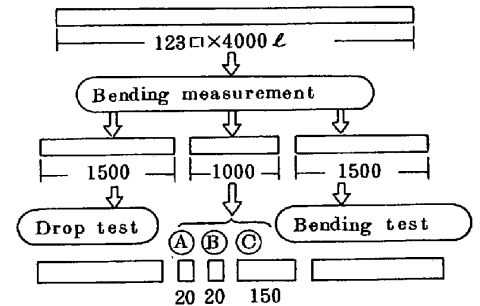 123□×4000ℓ
Bending measurement
1500 1000 1500
Drop test Ⓐ Ⓑ Ⓒ Bending test
20 20 150